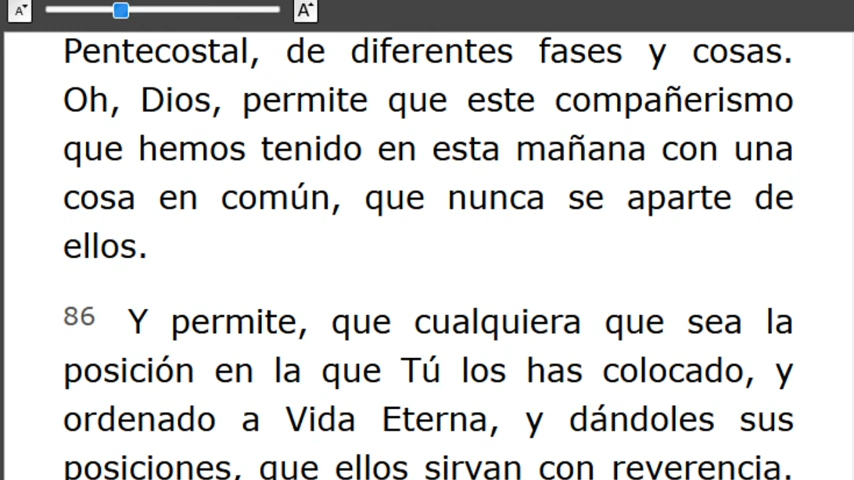 Pentecostal, de diferentes fases y cosas.
Oh, Dios, permite que este compañerismo
que hemos tenido en esta mañana con una
cosa en común, que nunca se aparte de
ellos.
86 Y permite, que cualquiera que sea la
posición en la que Tú los has colocado, y
ordenado a Vida Eterna, y dándoles sus
posiciones, que ellos sirvan con reverencia.